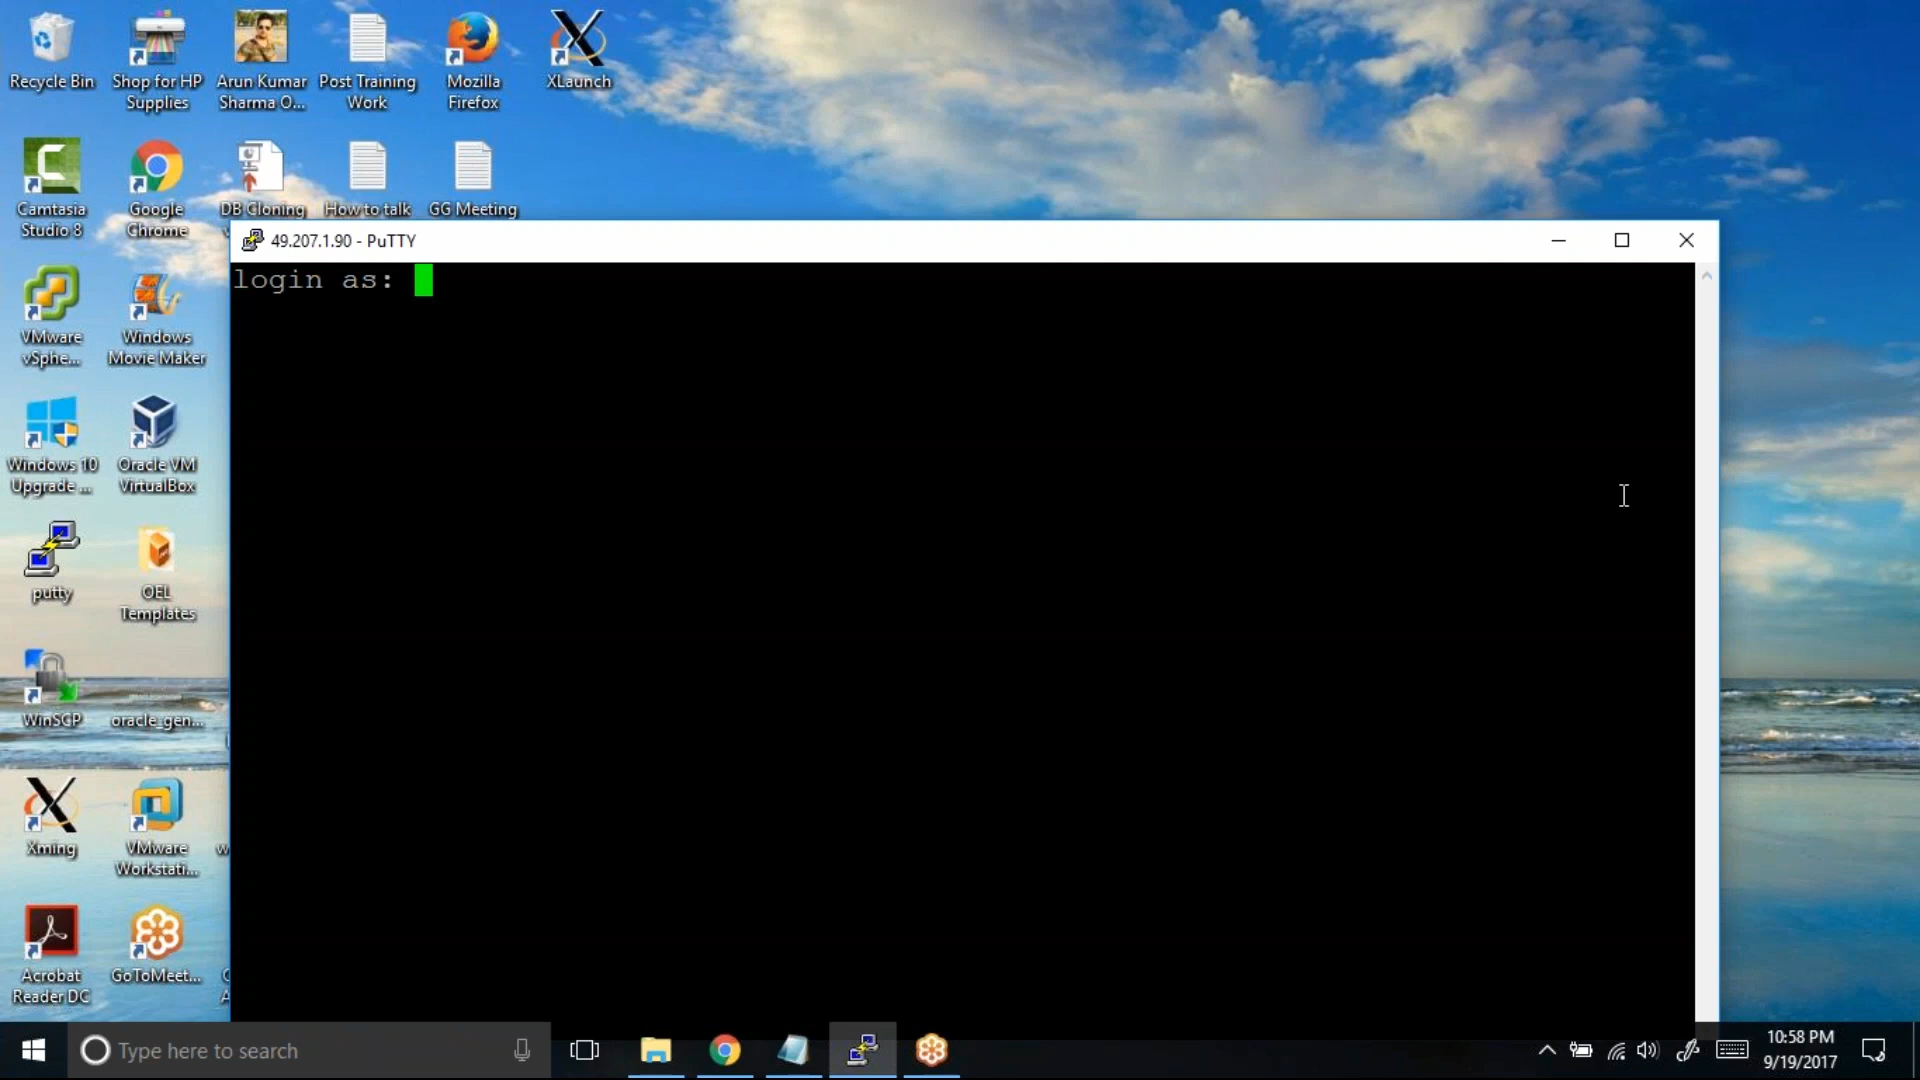 Recycle Bin
Shop for HP
Supplies
Arun Kumar
Sharma O...
Post Training
Work
Mozilla
Firefox
XLaunch
Camtasia
Studio 8
Google
Chrome
DB Cloning
How to talk
GG Meeting
49.207.1.90 - PuTTY
login as:
VMware
vSphe...
Windows
Movie Maker
Windows 10
Upgrade ...
Oracle VM
VirtualBox
putty
OEL
Templates
WinSCP
oracle_gen...
Xming
VMware
Workstati...
Acrobat
Reader DC
GoToMeet...
Type here to search
10:58 PM
9/19/2017